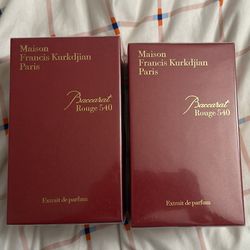 Maison
Francis Kurkdjian
Paris
Baccarat
Rouge 540
Extrait de parfum
Maison
Francis Kurkdjian
Paris
Baccarat
Rouge 540
Extrait de parfum